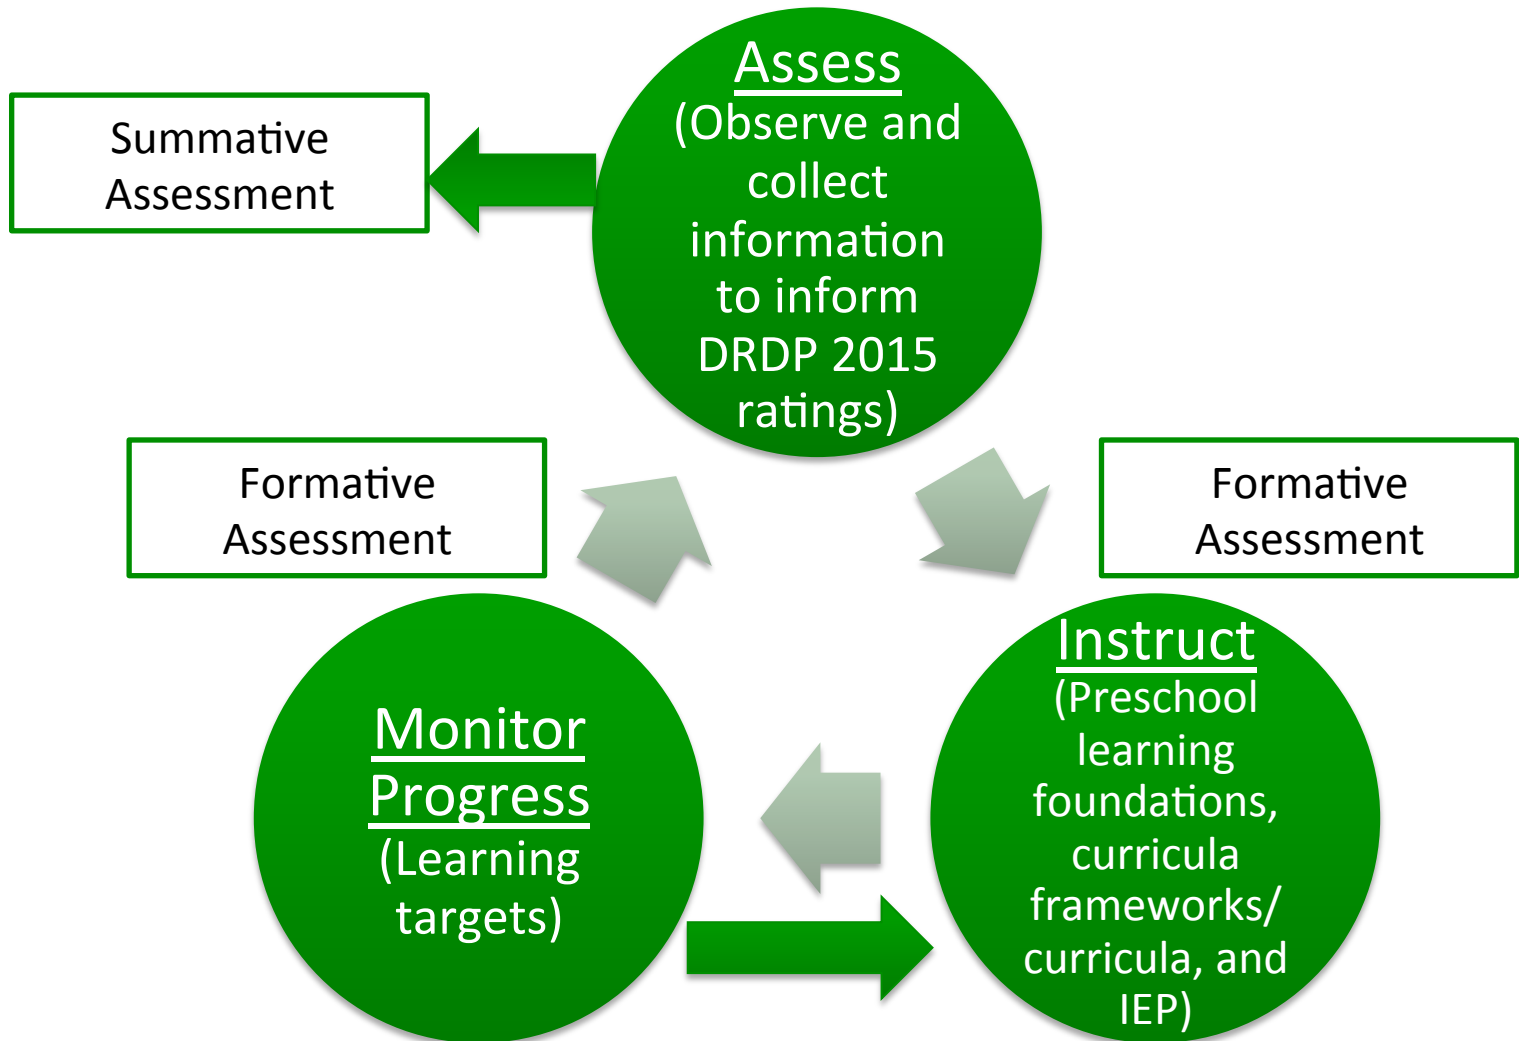 Assess
(Observe and
collect
information
to inform
DRDP 2015
ratings)
Summative
Assessment
Formative
Assessment
Formative
Assessment
Monitor
Progress
(Learning
targets)
Instruct
(Preschool
learning
foundations,
curricula
frameworks/
curricula, and
IEP)